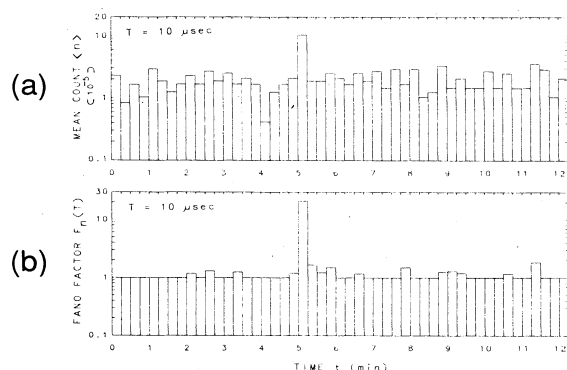 (a)
MEAN COUNT <n>
(10⁻⁵)
20
10
1
0.1
T = 10 μsec
0 1 2 3 4 5 6 7 8 9 10 11 12
(b)
FANO FACTOR Fₙ(T)
30
10
1
0.1
T = 10 μsec
0 1 2 3 4 5 6 7 8 9 10 11 12
TIME t (min)